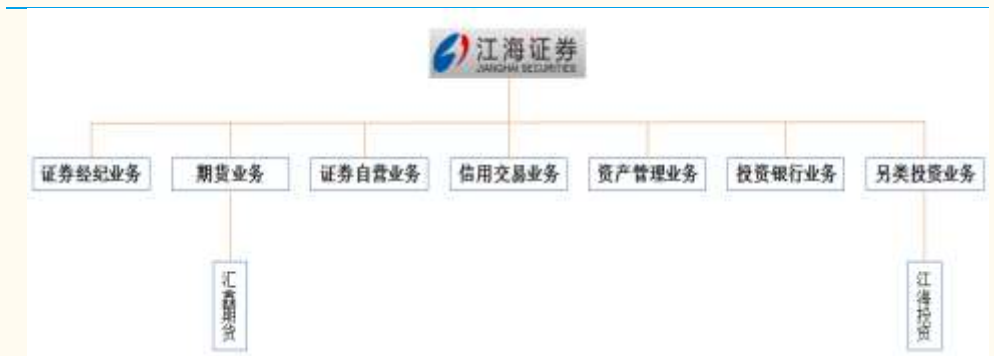 江海证券
JIANGHAI SECURITIES
证券经纪业务
期货业务
证券自营业务
信用交易业务
资产管理业务
投资银行业务
另类投资业务
汇鑫期货
江海投资